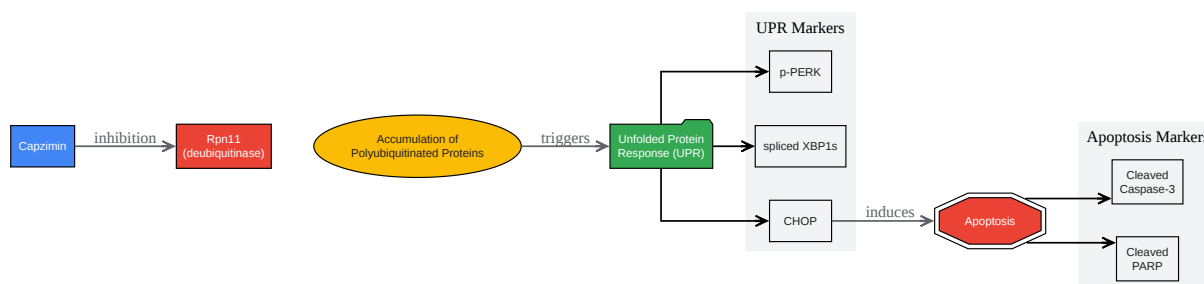 Capzimin
inhibition
Rpn11
(deubiquitinase)
Accumulation of
Polyubiquitinated Proteins
triggers
Unfolded Protein
Response (UPR)
UPR Markers
p-PERK
spliced XBP1s
CHOP
induces
Apoptosis
Apoptosis Markers
Cleaved
Caspase-3
Cleaved
PARP